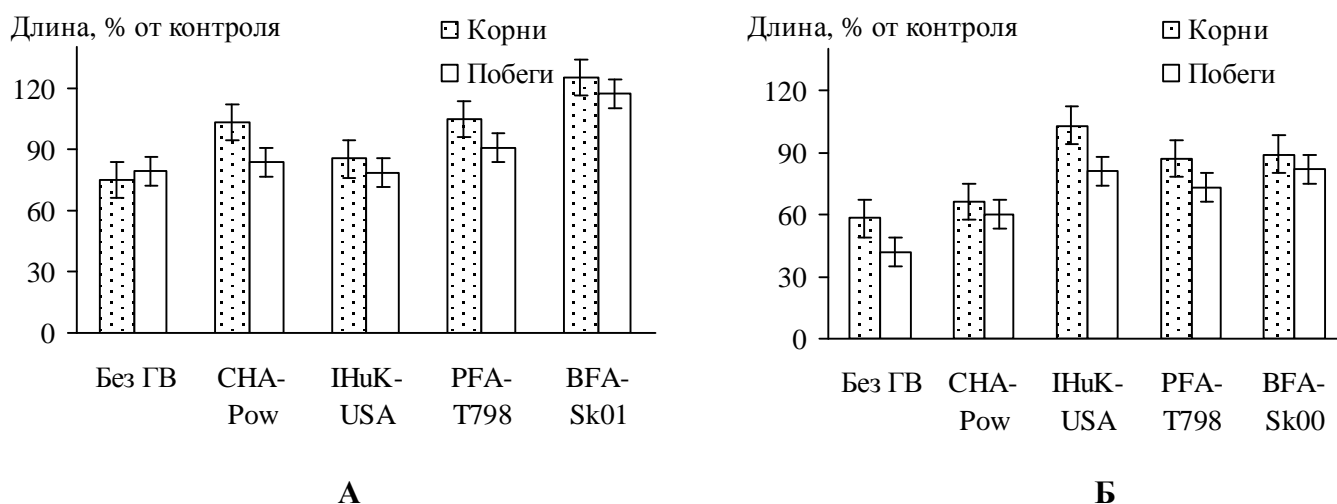 Длина, % от контроля
Корни
Побеги
120
90
60
30
0
Без ГВ
CHA-
Pow
IHuK-
USA
PFA-
T798
BFA-
Sk01
А
Длина, % от контроля
Корни
Побеги
120
90
60
30
0
Без ГВ
CHA-
Pow
IHuK-
USA
PFA-
T798
BFA-
Sk00
Б